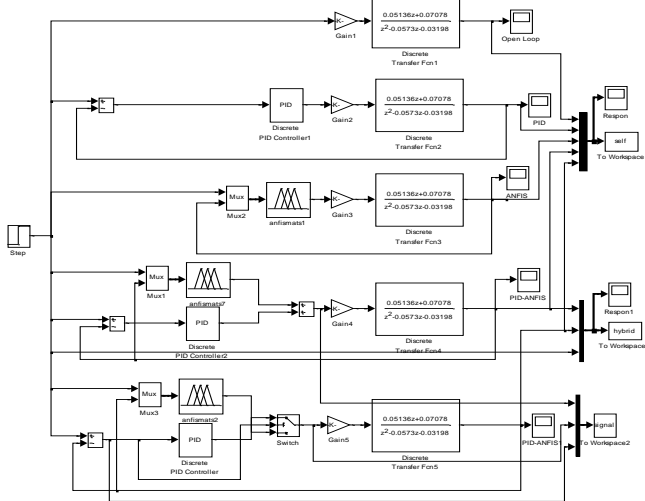 0.05136z+0.07078
z2-0.0573z-0.03198
-K-
Gain1
Discrete
Transfer Fcn1
Open Loop
PID
Discrete
PID Controller1
-K-
Gain2
0.05136z+0.07078
z2-0.0573z-0.03198
Discrete
Transfer Fcn2
PID
Respon
self
To Workspace
Mux
Mux2
anfismats1
-K-
Gain3
0.05136z+0.07078
z2-0.0573z-0.03198
Discrete
Transfer Fcn3
ANFIS
Step
Mux
Mux1
anfismats7
PID
Discrete
PID Controller2
-K-
Gain4
0.05136z+0.07078
z2-0.0573z-0.03198
Discrete
Transfer Fcn4
PID-ANFIS
Respon1
hybrid
To Workspace
Mux
Mux3
anfismats2
PID
Discrete
PID Controller
Switch
-K-
Gain5
0.05136z+0.07078
z2-0.0573z-0.03198
Discrete
Transfer Fcn5
PID-ANFIS1
signal
To Workspace2